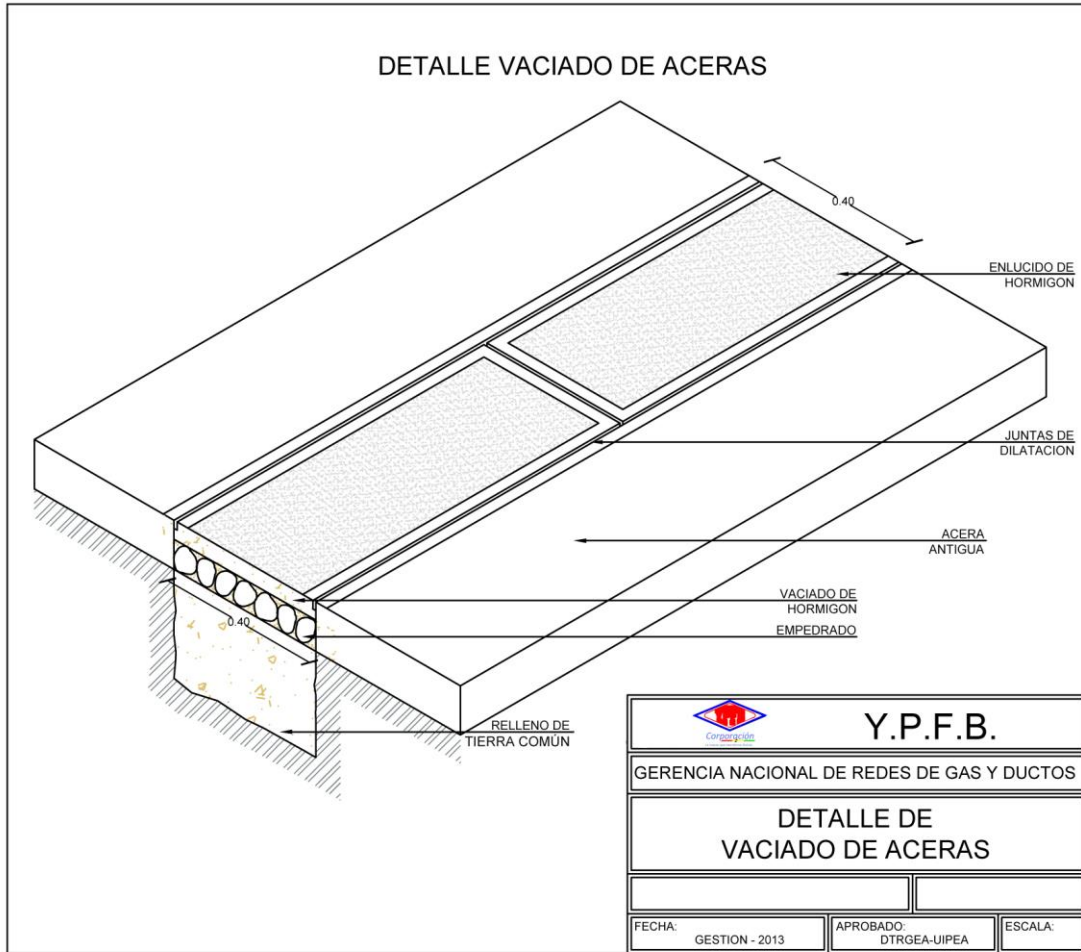 DETALLE VACIADO DE ACERAS
0.40
ENLUCIDO DE
HORMIGON
JUNTAS DE
DILATACION
ACERA
ANTIGUA
VACIADO DE
HORMIGON
EMPEDRADO
0.40
RELLENO DE
TIERRA COMÙN
Corporación
Y.P.F.B.
GERENCIA NACIONAL DE REDES DE GAS Y DUCTOS
DETALLE DE
VACIADO DE ACERAS
FECHA:
GESTION - 2013
APROBADO:
DTRGEA-UIPEA
ESCALA: